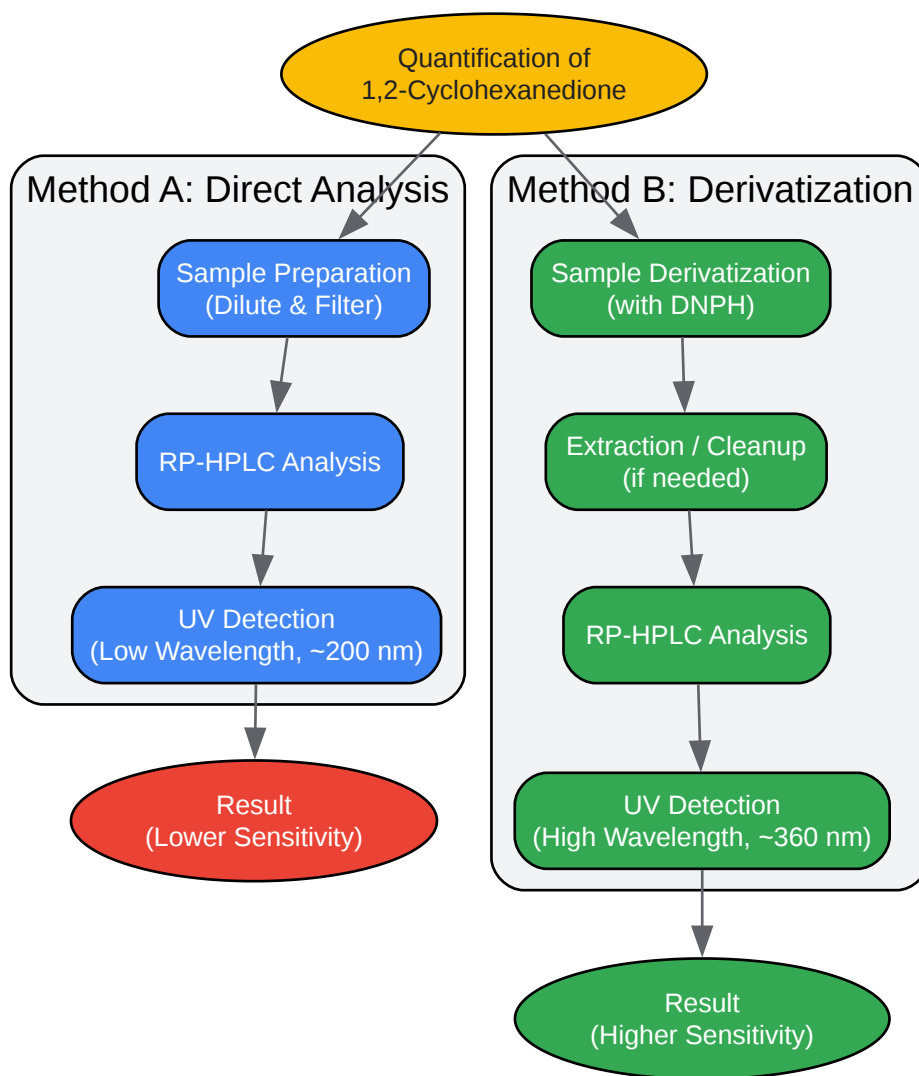 Quantification of
1,2-Cyclohexanedione
Method A: Direct Analysis
Sample Preparation
(Dilute & Filter)
RP-HPLC Analysis
UV Detection
(Low Wavelength, ~200 nm)
Result
(Lower Sensitivity)
Method B: Derivatization
Sample Derivatization
(with DNPH)
Extraction / Cleanup
(if needed)
RP-HPLC Analysis
UV Detection
(High Wavelength, ~360 nm)
Result
(Higher Sensitivity)